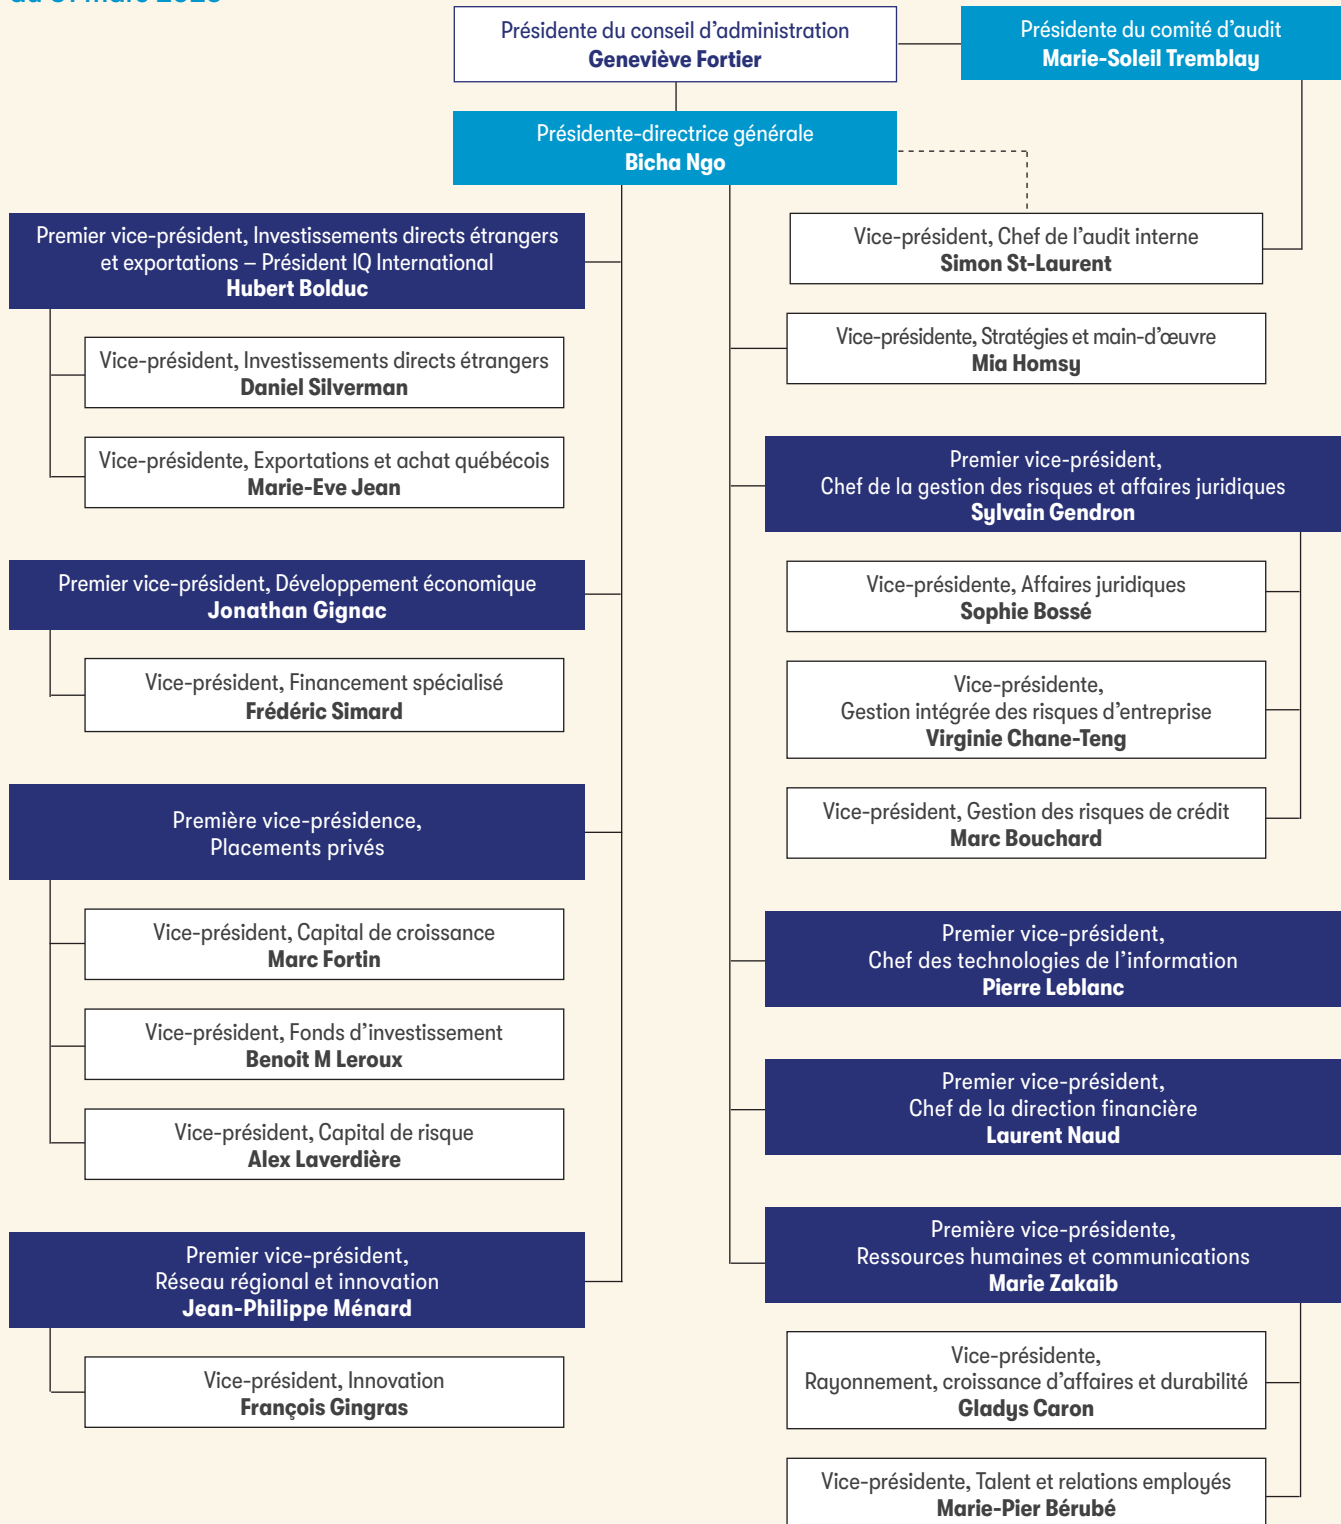 Présidente du conseil d’administration
Geneviève Fortier
Présidente du comité d’audit
Marie-Soleil Tremblay
Présidente-directrice générale
Bicha Ngo
Premier vice-président, Investissements directs étrangers
et exportations – Président IQ International
Hubert Bolduc
Vice-président, Investissements directs étrangers
Daniel Silverman
Vice-présidente, Exportations et achat québécois
Marie-Eve Jean
Premier vice-président, Développement économique
Jonathan Gignac
Vice-président, Financement spécialisé
Frédéric Simard
Première vice-présidence,
Placements privés
Vice-président, Capital de croissance
Marc Fortin
Vice-président, Fonds d’investissement
Benoit M Leroux
Vice-président, Capital de risque
Alex Laverdière
Premier vice-président,
Réseau régional et innovation
Jean-Philippe Ménard
Vice-président, Innovation
François Gingras
Vice-président, Chef de l’audit interne
Simon St-Laurent
Vice-présidente, Stratégies et main-d’œuvre
Mia Homsy
Premier vice-président,
Chef de la gestion des risques et affaires juridiques
Sylvain Gendron
Vice-présidente, Affaires juridiques
Sophie Bossé
Vice-présidente,
Gestion intégrée des risques d’entreprise
Virginie Chane-Teng
Vice-président, Gestion des risques de crédit
Marc Bouchard
Premier vice-président,
Chef des technologies de l’information
Pierre Leblanc
Premier vice-président,
Chef de la direction financière
Laurent Naud
Première vice-présidente,
Ressources humaines et communications
Marie Zakaib
Vice-présidente,
Rayonnement, croissance d’affaires et durabilité
Gladys Caron
Vice-présidente, Talent et relations employés
Marie-Pier Bérubé